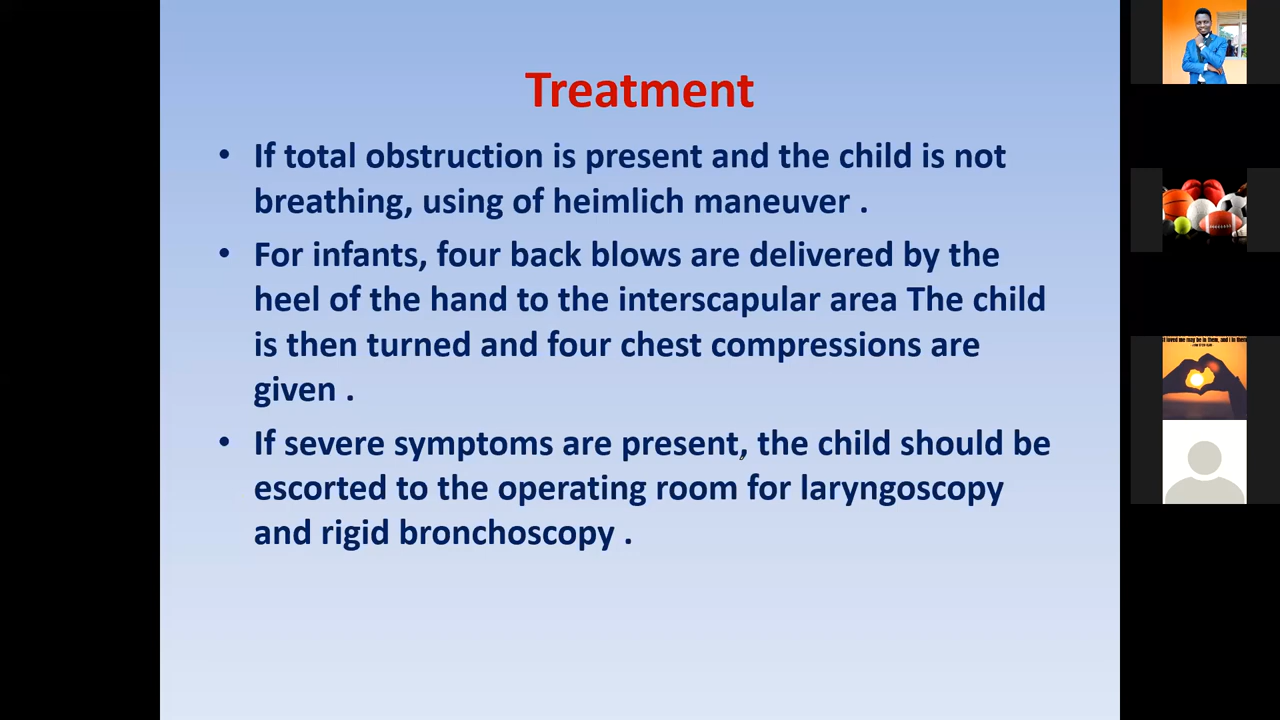 Treatment
• If total obstruction is present and the child is not
breathing, using of heimlich maneuver .
• For infants, four back blows are delivered by the
heel of the hand to the interscapular area The child
is then turned and four chest compressions are
given .
• If severe symptoms are present, the child should be
escorted to the operating room for laryngoscopy
and rigid bronchoscopy .